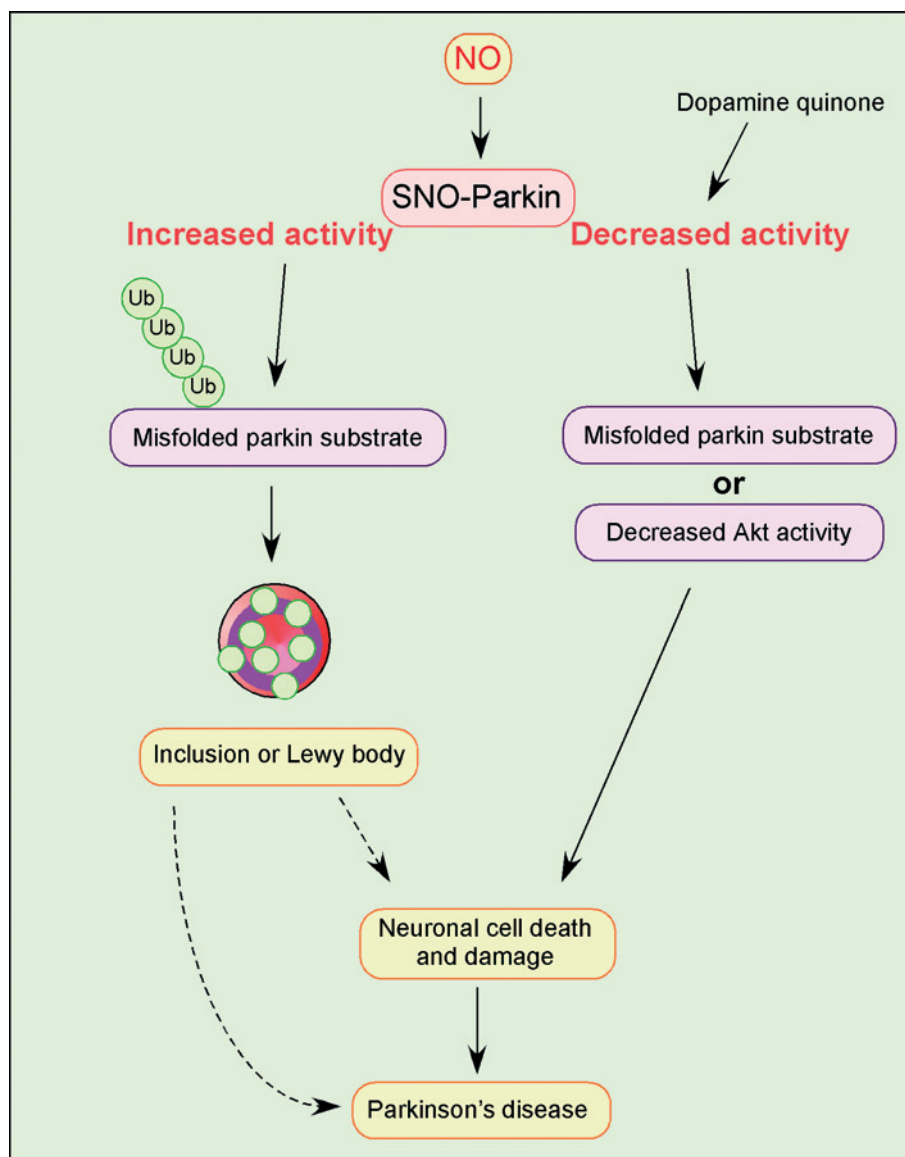 NO
Dopamine quinone
SNO-Parkin
Increased activity
Decreased activity
Ub
Ub
Ub
Ub
Misfolded parkin substrate
Misfolded parkin substrate
or
Decreased Akt activity
Inclusion or Lewy body
Neuronal cell death
and damage
Parkinson's disease